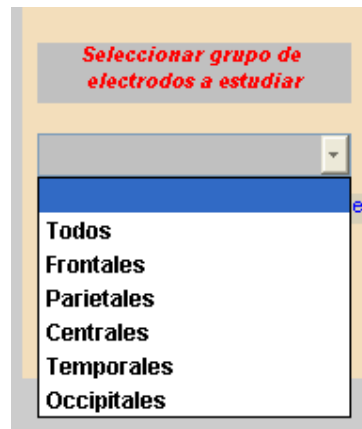 Seleccionar grupo de
electrodos a estudiar
e
Todos
Frontales
Parietales
Centrales
Temporales
Occipitales